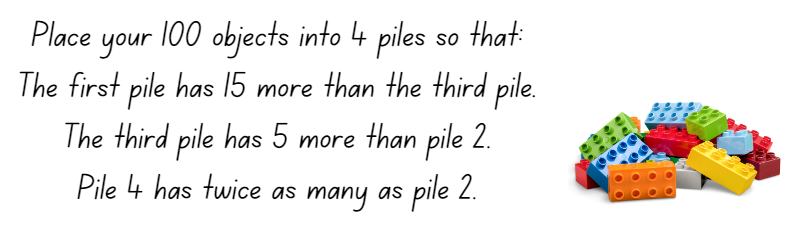 Place your 100 objects into 4 piles so that:
The first pile has 15 more than the third pile.
The third pile has 5 more than pile 2.
Pile 4 has twice as many as pile 2.